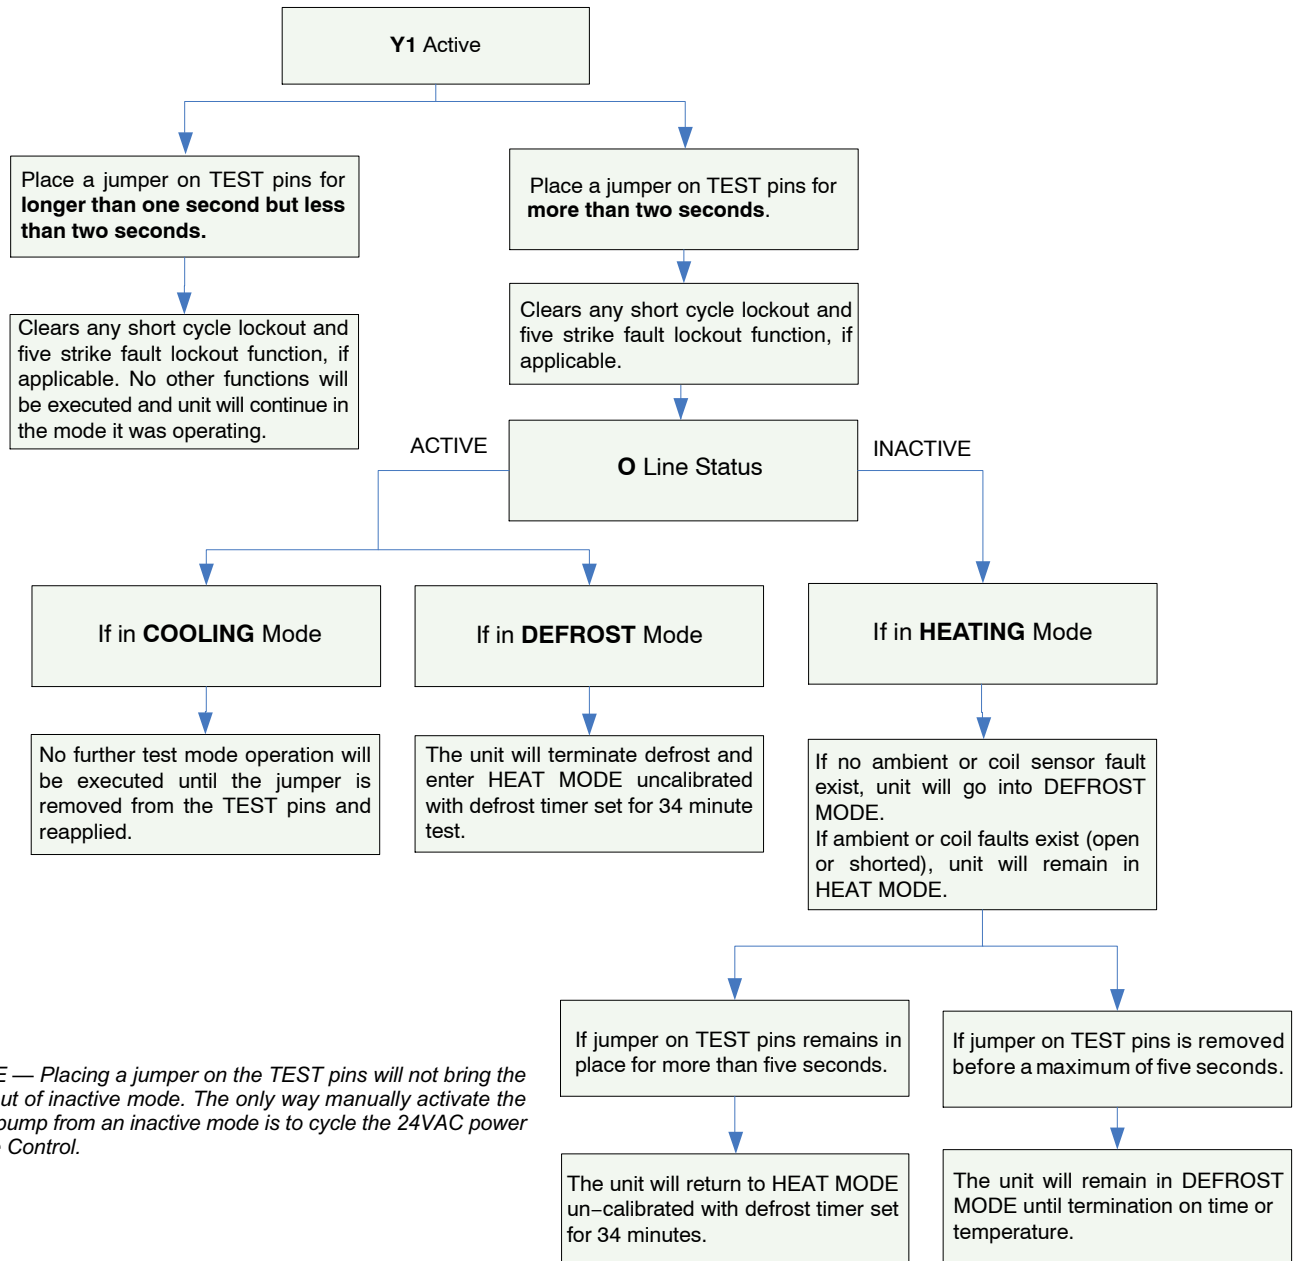 Y1 Active
Place a jumper on TEST pins for
longer than one second but less
than two seconds.
Place a jumper on TEST pins for
more than two seconds.
Clears any short cycle lockout and
five strike fault lockout function, if
applicable. No other functions will
be executed and unit will continue in
the mode it was operating.
Clears any short cycle lockout and
five strike fault lockout function, if
applicable.
ACTIVE
O Line Status
INACTIVE
If in COOLING Mode
If in DEFROST Mode
If in HEATING Mode
No further test mode operation will
be executed until the jumper is
removed from the TEST pins and
reapplied.
The unit will terminate defrost and
enter HEAT MODE uncalibrated
with defrost timer set for 34 minute
test.
If no ambient or coil sensor fault
exist, unit will go into DEFROST
MODE.
If ambient or coil faults exist (open
or shorted), unit will remain in
HEAT MODE.
If jumper on TEST pins remains in
place for more than five seconds.
If jumper on TEST pins is removed
before a maximum of five seconds.
E — Placing a jumper on the TEST pins will not bring the
ut of inactive mode. The only way manually activate the
pump from an inactive mode is to cycle the 24VAC power
Control.
The unit will return to HEAT MODE
un−calibrated with defrost timer set
for 34 minutes.
The unit will remain in DEFROST
MODE until termination on time or
temperature.